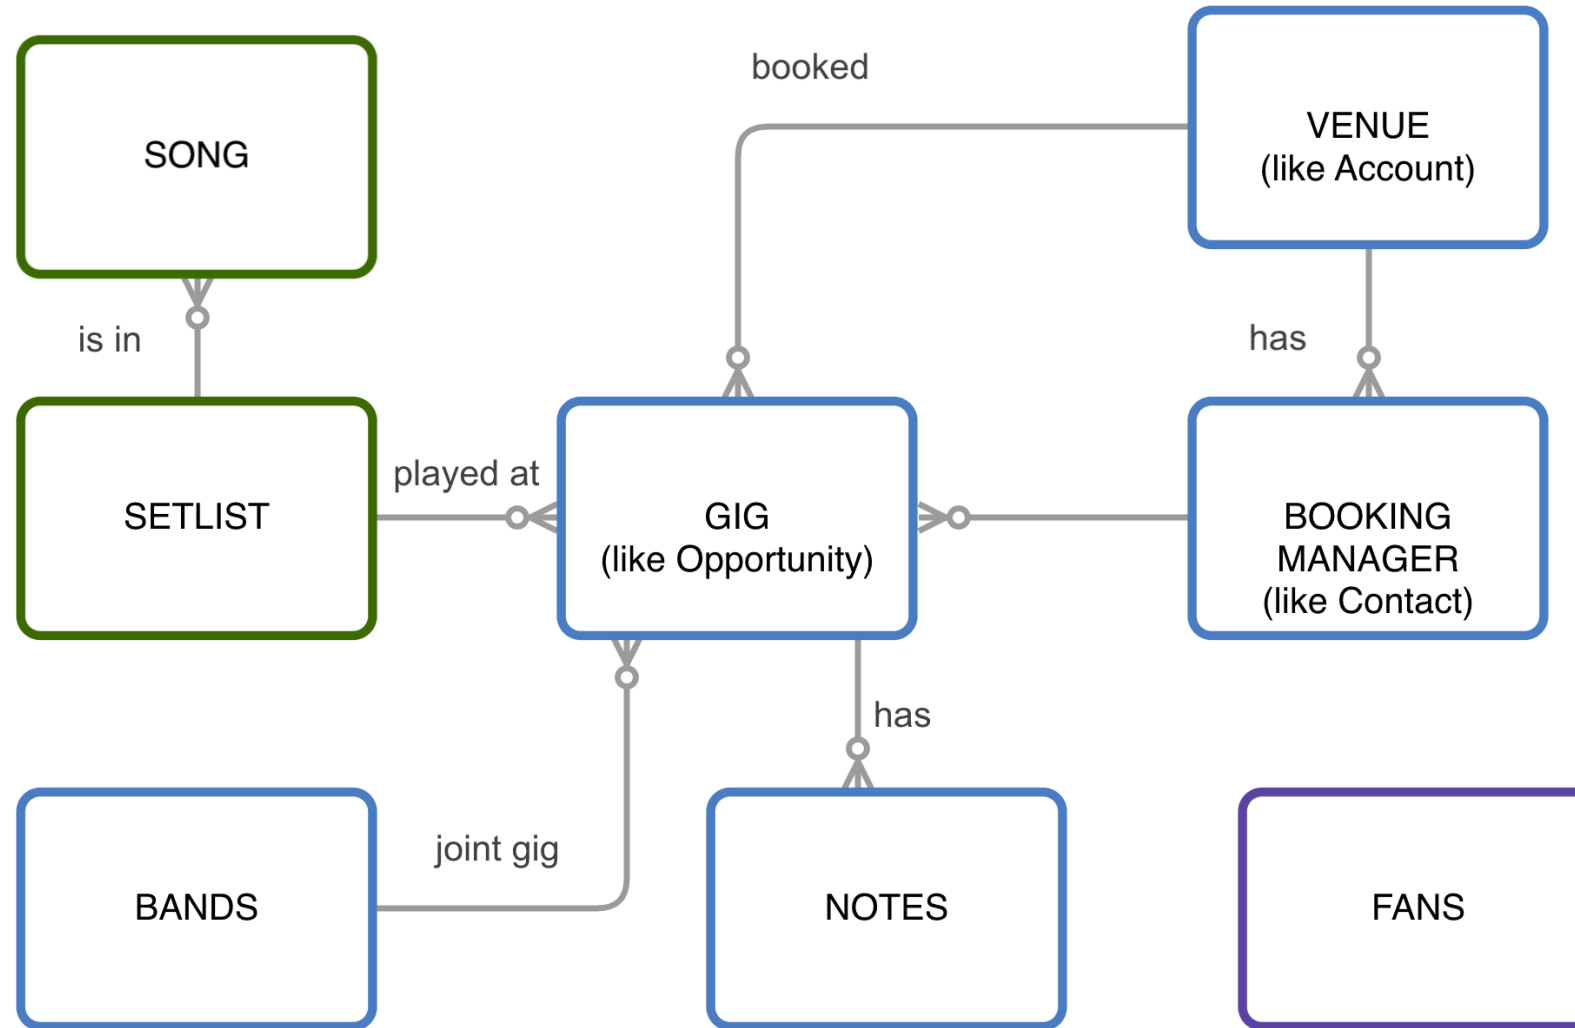 booked
SONG
VENUE
(like Account)
is in
has
played at
SETLIST
GIG
(like Opportunity)
BOOKING
MANAGER
(like Contact)
has
joint gig
BANDS
NOTES
FANS